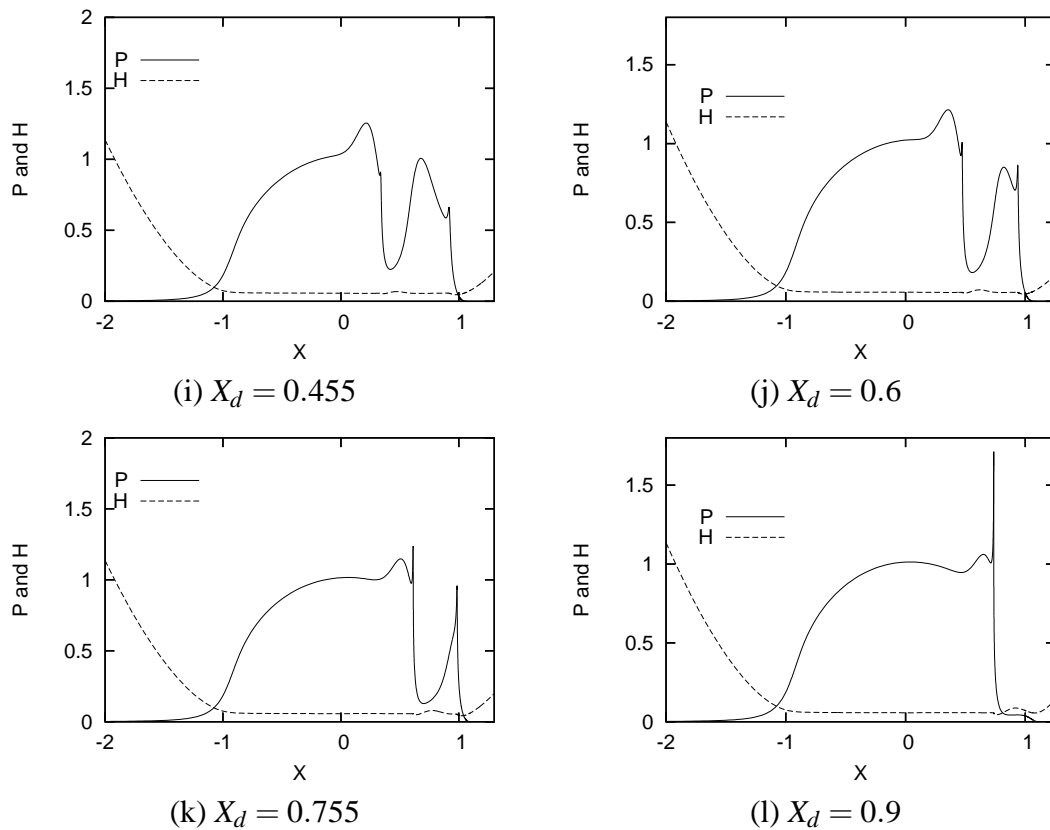 2
1.5
1
0.5
0
-2 -1 0 1
P and H
X
P
H
(i) X_d = 0.455
1.5
1
0.5
0
-2 -1 0 1
P and H
X
P
H
(j) X_d = 0.6
2
1.5
1
0.5
0
-2 -1 0 1
P and H
X
P
H
(k) X_d = 0.755
1.5
1
0.5
0
-2 -1 0 1
P and H
X
P
H
(l) X_d = 0.9